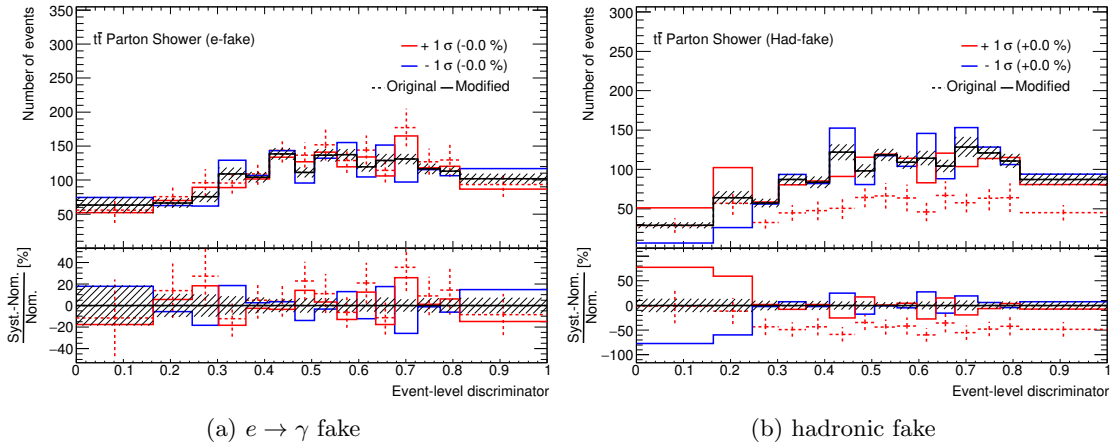 Number of events
350
300
250
200
150
100
50
tt̄ Parton Shower (e-fake)
+ 1 σ (-0.0 %)
- 1 σ (-0.0 %)
Original Modified
Syst.-Nom. [%]
Nom.
40
20
0
−20
−40
0 0.1 0.2 0.3 0.4 0.5 0.6 0.7 0.8 0.9 1
Event-level discriminator
(a) e → γ fake
Number of events
300
250
200
150
100
50
tt̄ Parton Shower (Had-fake)
+ 1 σ (+0.0 %)
- 1 σ (+0.0 %)
Original Modified
Syst.-Nom. [%]
Nom.
50
0
−50
−100
0 0.1 0.2 0.3 0.4 0.5 0.6 0.7 0.8 0.9 1
Event-level discriminator
(b) hadronic fake